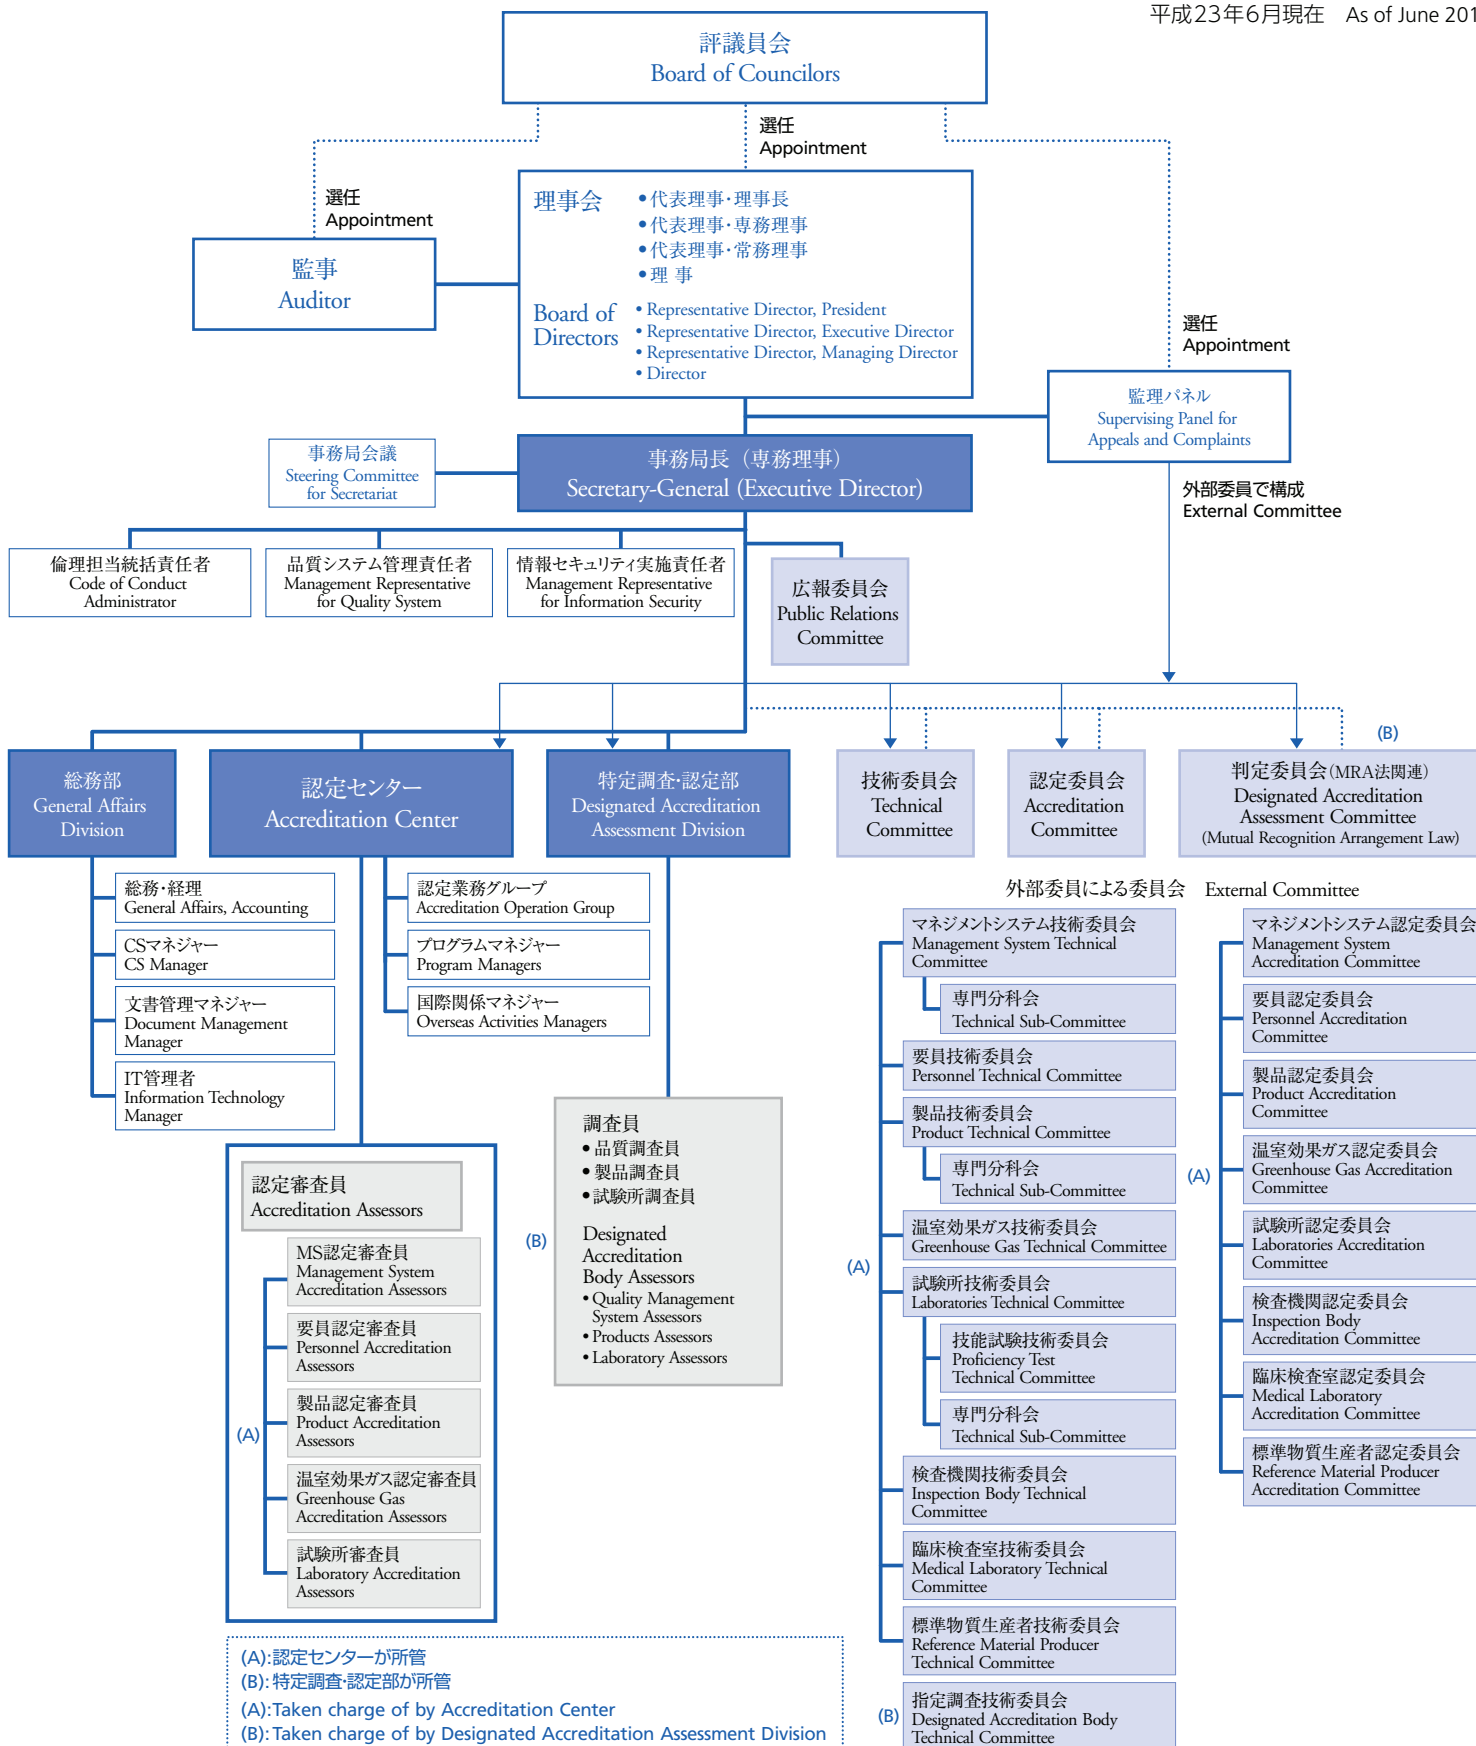 平成23年6月現在 As of June 201
評議員会
Board of Councilors
選任
Appointment
選任
Appointment
理事会
•代表理事・理事長
•代表理事・専務理事
•代表理事・常務理事
•理 事
Board of
Directors
• Representative Director, President
• Representative Director, Executive Director
• Representative Director, Managing Director
• Director
監事
Auditor
選任
Appointment
監理パネル
Supervising Panel for
Appeals and Complaints
事務局会議
Steering Committee
for Secretariat
事務局長（専務理事）
Secretary-General (Executive Director)
外部委員で構成
External Committee
倫理担当統括責任者
Code of Conduct
Administrator
品質システム管理責任者
Management Representative
for Quality System
情報セキュリティ実施責任者
Management Representative
for Information Security
広報委員会
Public Relations
Committee
総務部
General Affairs
Division
認定センター
Accreditation Center
特定調査・認定部
Designated Accreditation
Assessment Division
技術委員会
Technical
Committee
認定委員会
Accreditation
Committee
(B)
判定委員会(MRA法関連)
Designated Accreditation
Assessment Committee
(Mutual Recognition Arrangement Law)
総務・経理
General Affairs, Accounting
CSマネジャー
CS Manager
文書管理マネジャー
Document Management
Manager
IT管理者
Information Technology
Manager
認定業務グループ
Accreditation Operation Group
プログラムマネジャー
Program Managers
国際関係マネジャー
Overseas Activities Managers
認定審査員
Accreditation Assessors
(A)
MS認定審査員
Management System
Accreditation Assessors
要員認定審査員
Personnel Accreditation
Assessors
製品認定審査員
Product Accreditation
Assessors
温室効果ガス認定審査員
Greenhouse Gas
Accreditation Assessors
試験所審査員
Laboratory Accreditation
Assessors
(B)
調査員
•品質調査員
•製品調査員
•試験所調査員
Designated
Accreditation
Body Assessors
• Quality Management
System Assessors
• Products Assessors
• Laboratory Assessors
外部委員による委員会 External Committee
(A)
マネジメントシステム技術委員会
Management System Technical
Committee
専門分科会
Technical Sub-Committee
要員技術委員会
Personnel Technical Committee
製品技術委員会
Product Technical Committee
専門分科会
Technical Sub-Committee
温室効果ガス技術委員会
Greenhouse Gas Technical Committee
試験所技術委員会
Laboratories Technical Committee
技能試験技術委員会
Proficiency Test
Technical Committee
専門分科会
Technical Sub-Committee
検査機関技術委員会
Inspection Body Technical
Committee
臨床検査室技術委員会
Medical Laboratory Technical
Committee
標準物質生産者技術委員会
Reference Material Producer
Technical Committee
(B)
指定調査技術委員会
Designated Accreditation Body
Technical Committee
(A)
マネジメントシステム認定委員会
Management System
Accreditation Committee
要員認定委員会
Personnel Accreditation
Committee
製品認定委員会
Product Accreditation
Committee
温室効果ガス認定委員会
Greenhouse Gas Accreditation
Committee
試験所認定委員会
Laboratories Accreditation
Committee
検査機関認定委員会
Inspection Body
Accreditation Committee
臨床検査室認定委員会
Medical Laboratory
Accreditation Committee
標準物質生産者認定委員会
Reference Material Producer
Accreditation Committee
(A):認定センターが所管
(B):特定調査・認定部が所管
(A):Taken charge of by Accreditation Center
(B):Taken charge of by Designated Accreditation Assessment Division